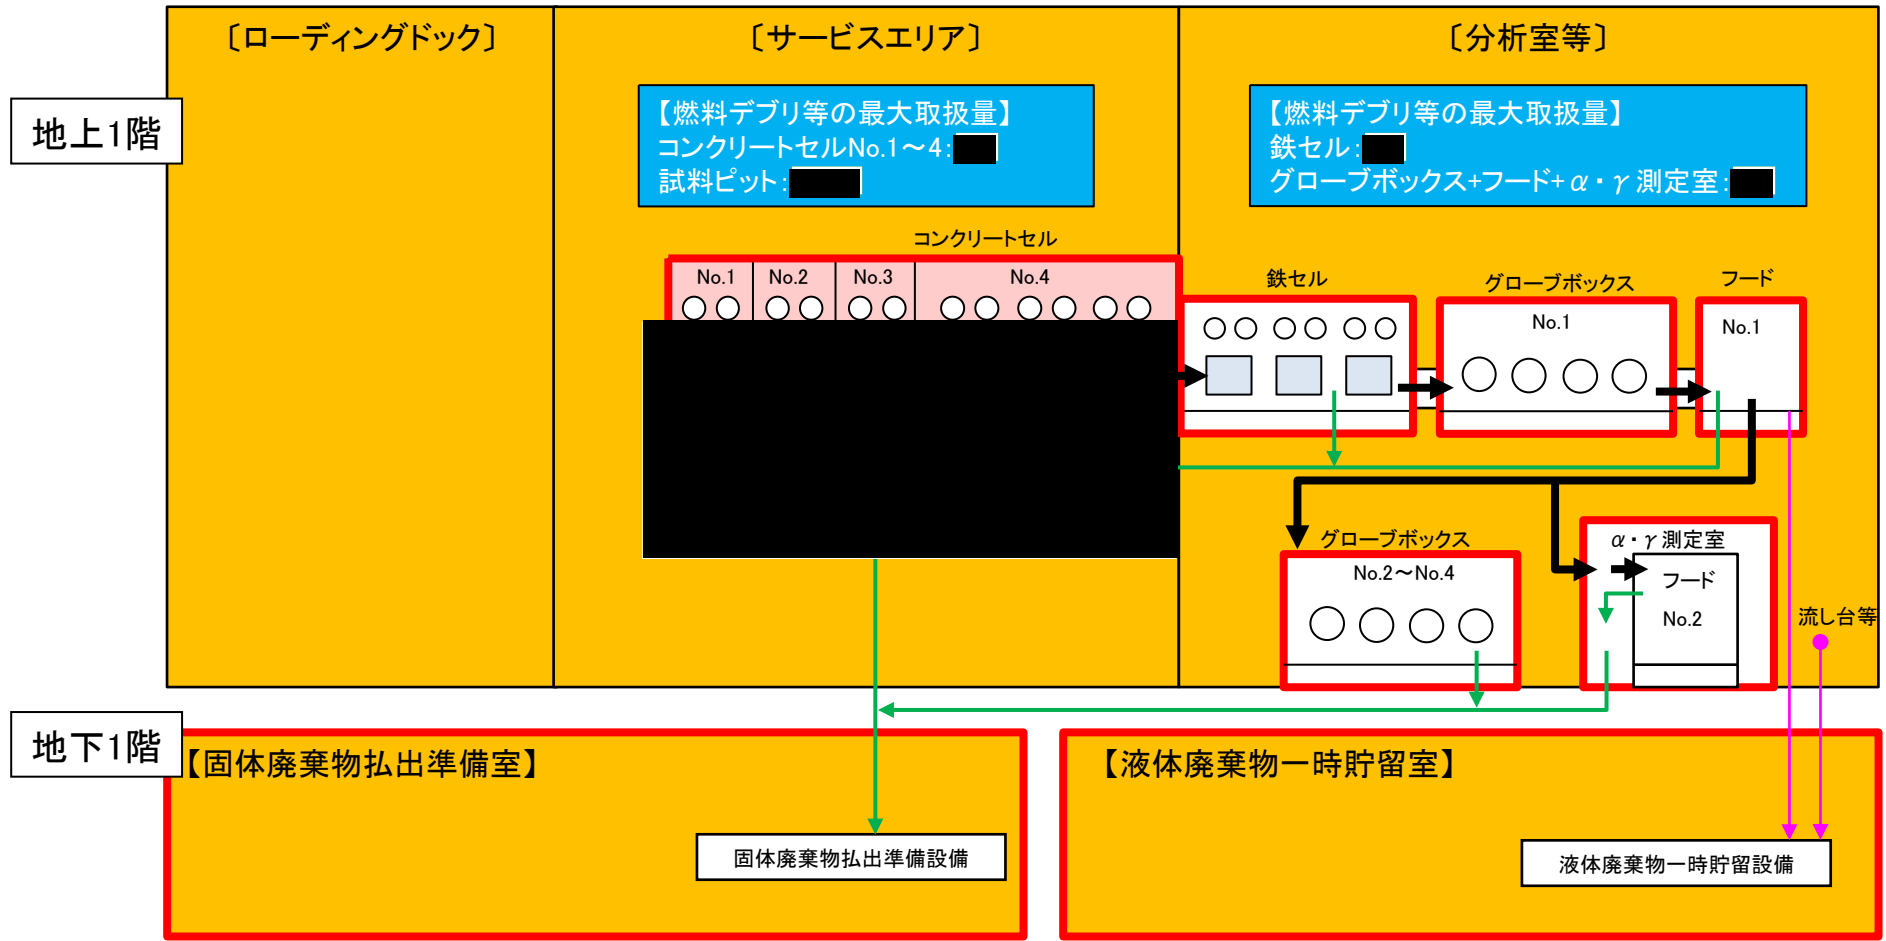 〔ローディングドック〕
〔サービスエリア〕
〔分析室等〕
地上1階
【燃料デブリ等の最大取扱量】
コンクリートセルNo.1～4:
試料ピット:
【燃料デブリ等の最大取扱量】
鉄セル:
グローブボックス+フード+α・γ測定室:
コンクリートセル
No.1
No.2
No.3
No.4
鉄セル
グローブボックス
No.1
フード
No.1
グローブボックス
No.2～No.4
α・γ測定室
フード
No.2
流し台等
地下1階
【固体廃棄物払出準備室】
固体廃棄物払出準備設備
【液体廃棄物一時貯留室】
液体廃棄物一時貯留設備